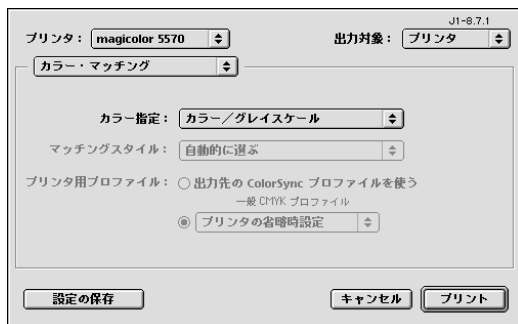 J1-8.7.1
プリンタ： magicolor 5570 出力対象： プリンタ
カラー・マッチング
カラー指定： カラー／グレイスケール
マッチングスタイル： 自動的に選ぶ
プリンタ用プロファイル： 出力先の ColorSync プロファイルを使う
一般 CMYK プロファイル
プリンタの省略時設定
設定の保存 キャンセル プリント